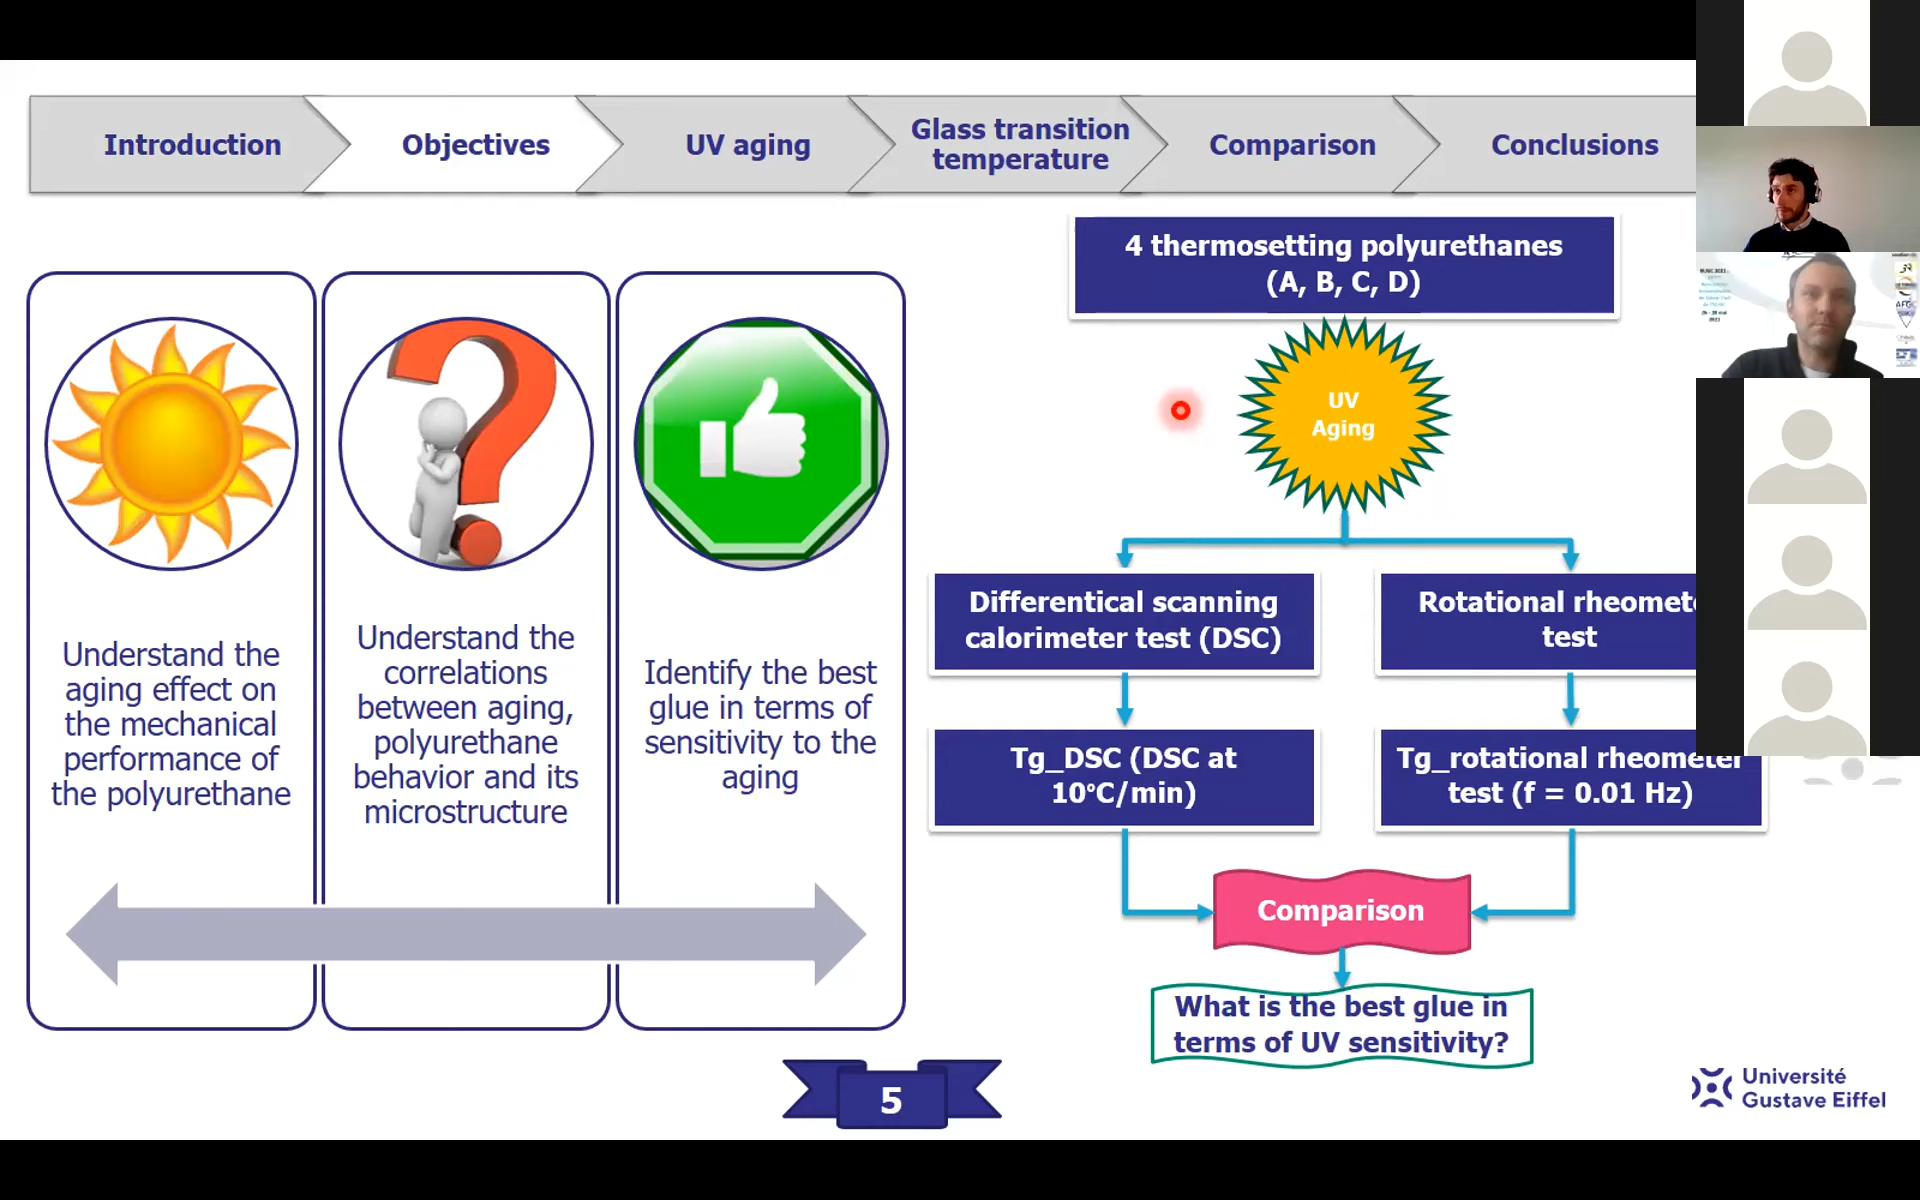 Introduction
Objectives
UV aging
Glass transition
temperature
Comparison
Conclusions
Understand the
aging effect on
the mechanical
performance of
the polyurethane
Understand the
correlations
between aging,
polyurethane
behavior and its
microstructure
Identify the best
glue in terms of
sensitivity to the
aging
4 thermosetting polyurethanes
(A, B, C, D)
UV
Aging
Differentical scanning
calorimeter test (DSC)
Rotational rheomete
test
Tg_DSC (DSC at
10°C/min)
Tg_rotational rheometer
test (f = 0.01 Hz)
Comparison
What is the best glue in
terms of UV sensitivity?
5
Université
Gustave Eiffel